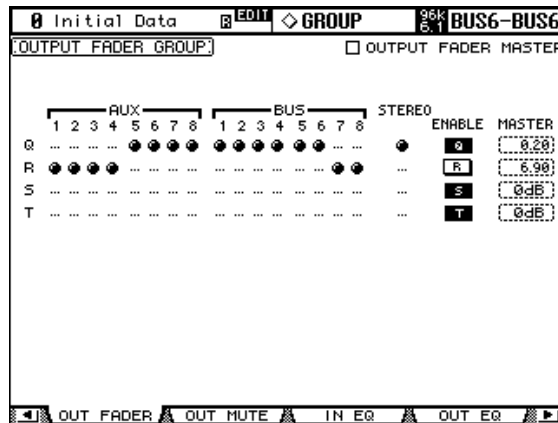 0 Initial Data R EDIT ◇GROUP 96k 6.1 BUS6-BUS6
OUTPUT FADER GROUP OUTPUT FADER MASTER
AUX BUS STEREO
1 2 3 4 5 6 7 8 1 2 3 4 5 6 7 8 ENABLE MASTER
Q Q 0.20
R R 6.90
S S 0dB
T T 0dB
OUT FADER OUT MUTE IN EQ OUT EQ